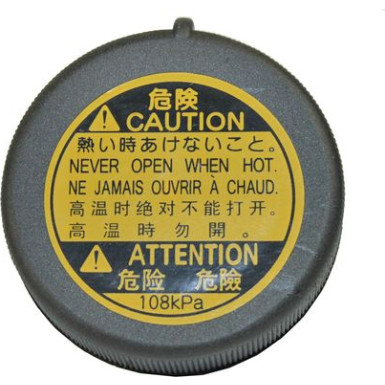 危険
CAUTION
熱い時あけないこと。
NEVER OPEN WHEN HOT.
NE JAMAIS OUVRIR À CHAUD.
高温时绝对不能打开。
高温時勿開。
ATTENTION
危险 危險
108kPa